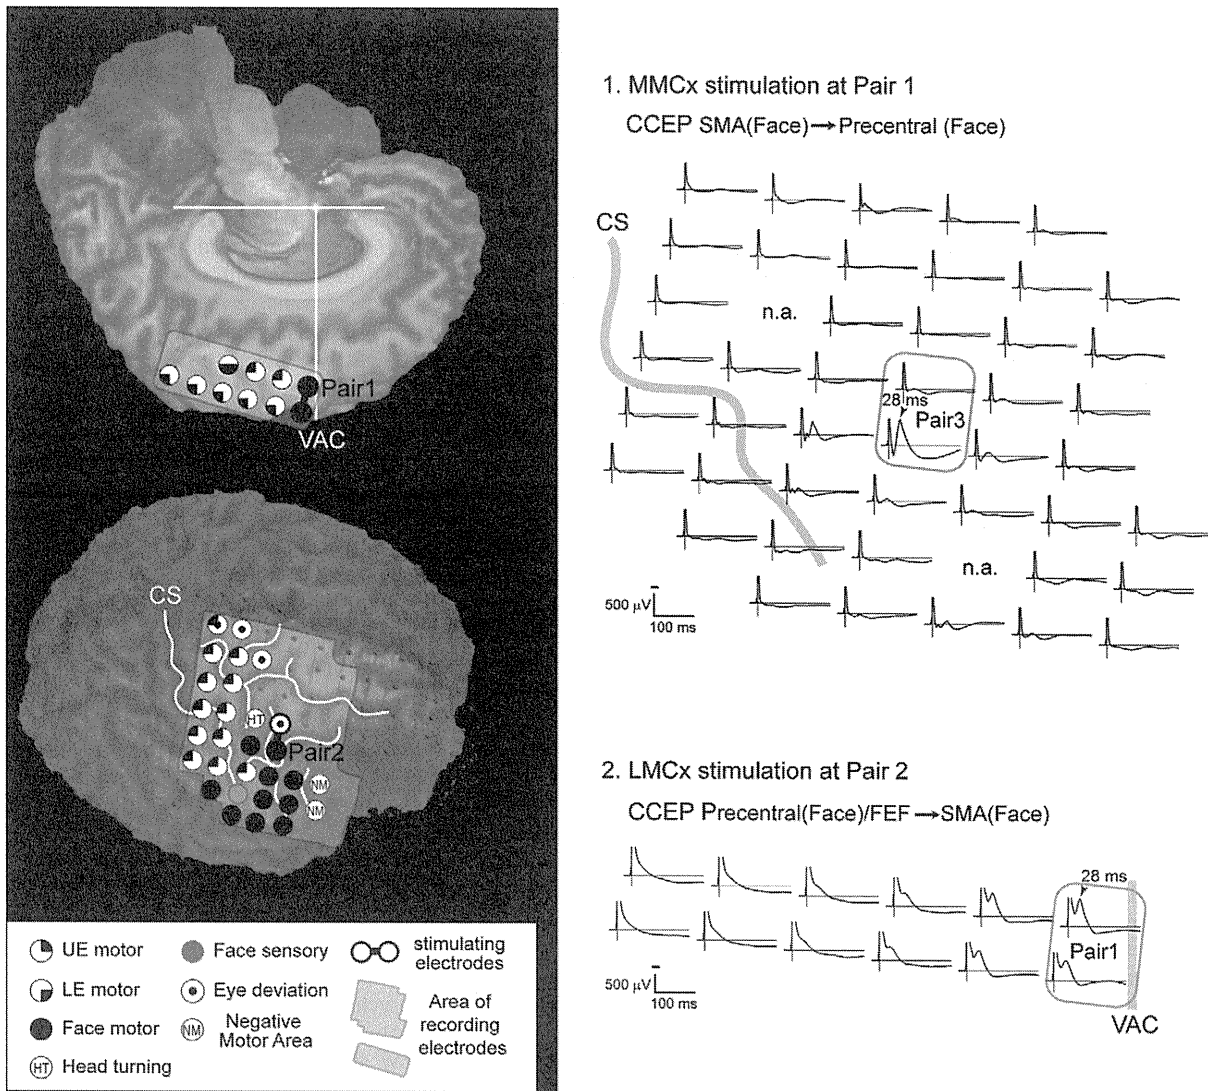 Pair1
VAC
CS
HT
Pair2
NM
NM
UE motor
LE motor
Face motor
HT Head turning
Face sensory
Eye deviation
NM Negative
Motor Area
stimulating
electrodes
Area of
recording
electrodes
1. MMCx stimulation at Pair 1
CCEP SMA(Face)→Precentral (Face)
CS
n.a.
28 ms
Pair3
n.a.
500 µV
100 ms
2. LMCx stimulation at Pair 2
CCEP Precentral(Face)/FEF→SMA(Face)
28 ms
Pair1
500 µV
100 ms
VAC